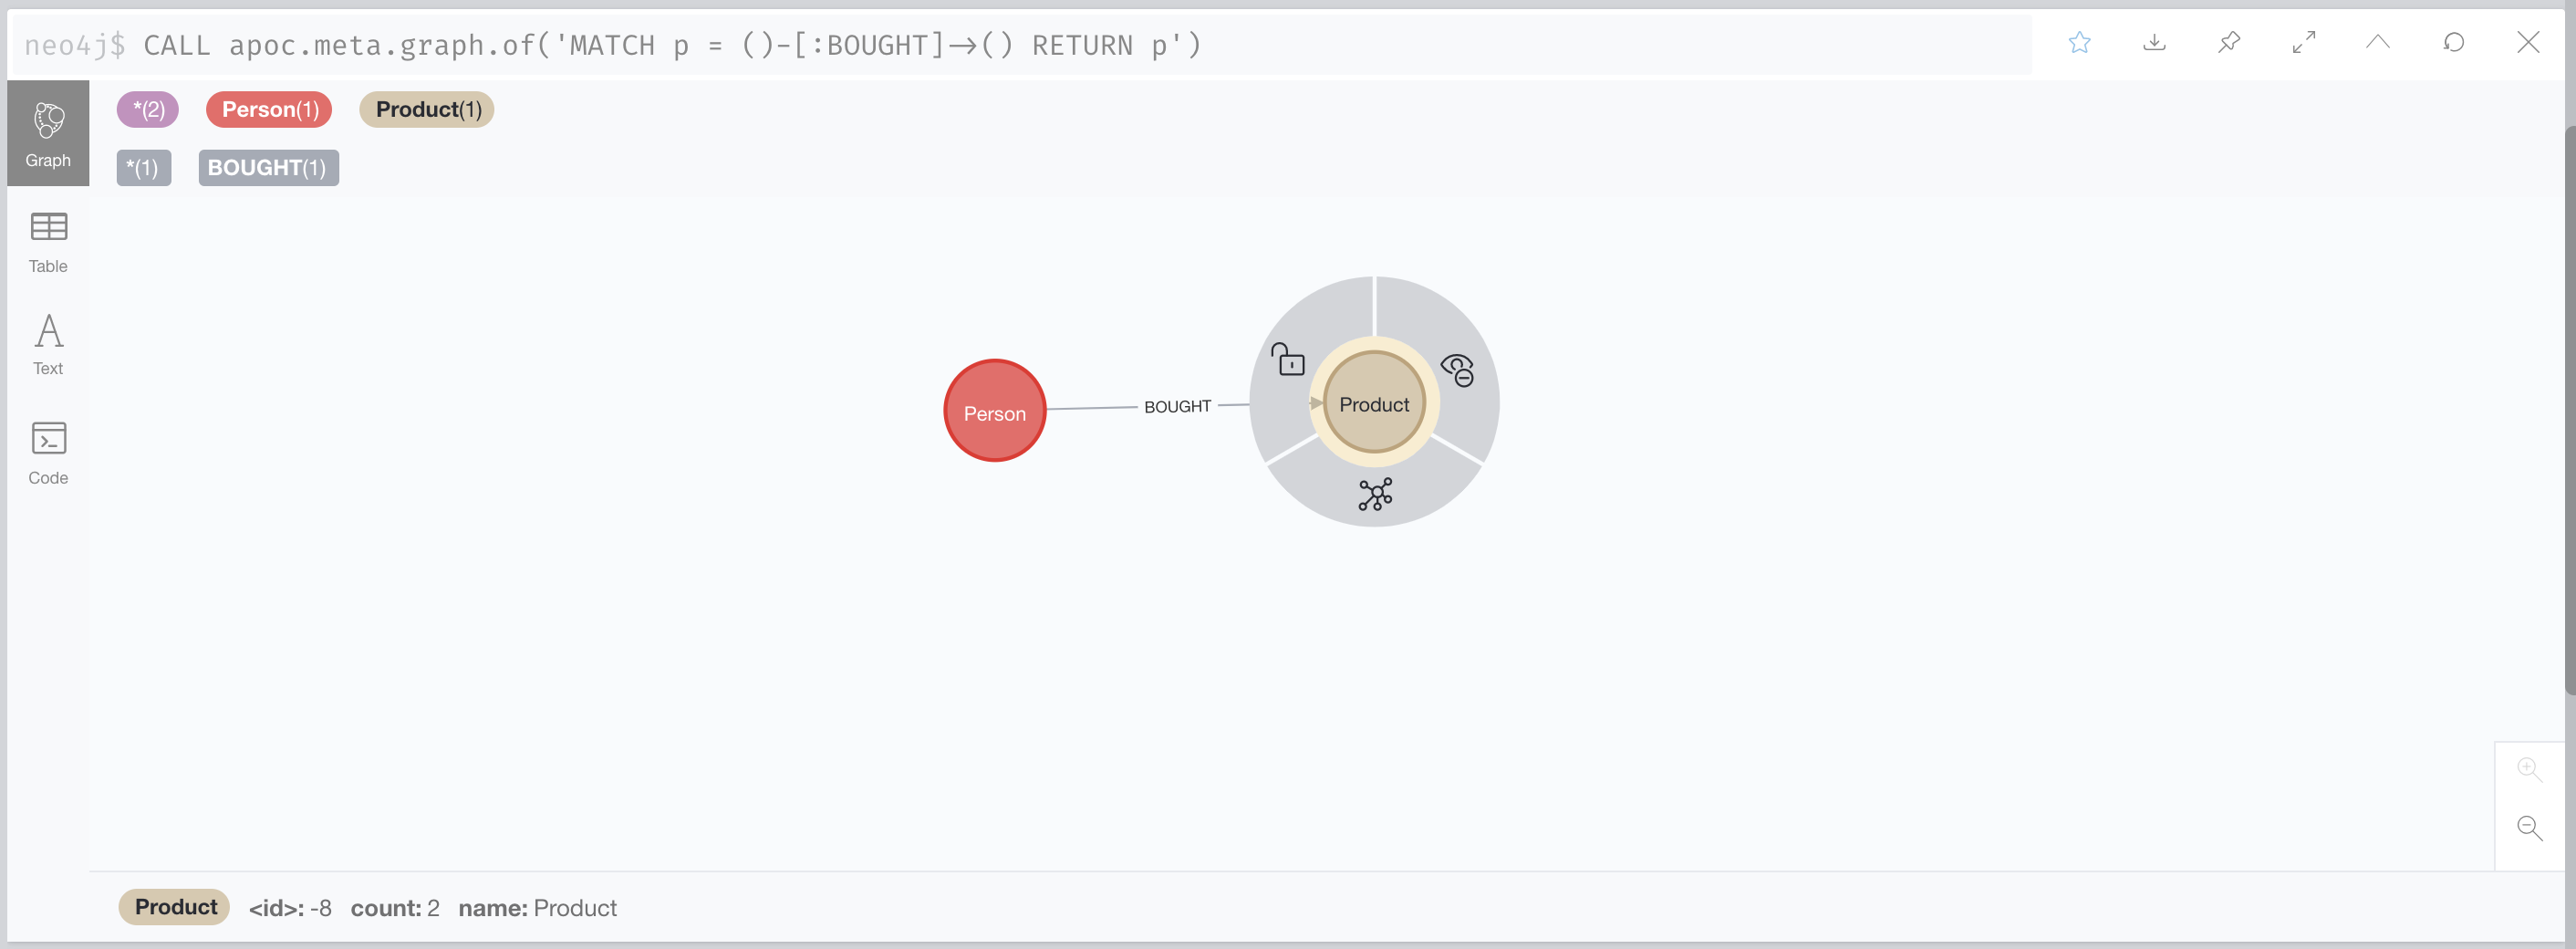 neo4j$ CALL apoc.meta.graph.of('MATCH p = ()-[:BOUGHT]->() RETURN p')
*(2) Person(1) Product(1)
*(1) BOUGHT(1)
Graph
Table
Text
Code
Person BOUGHT Product
Product <id>: -8 count: 2 name: Product